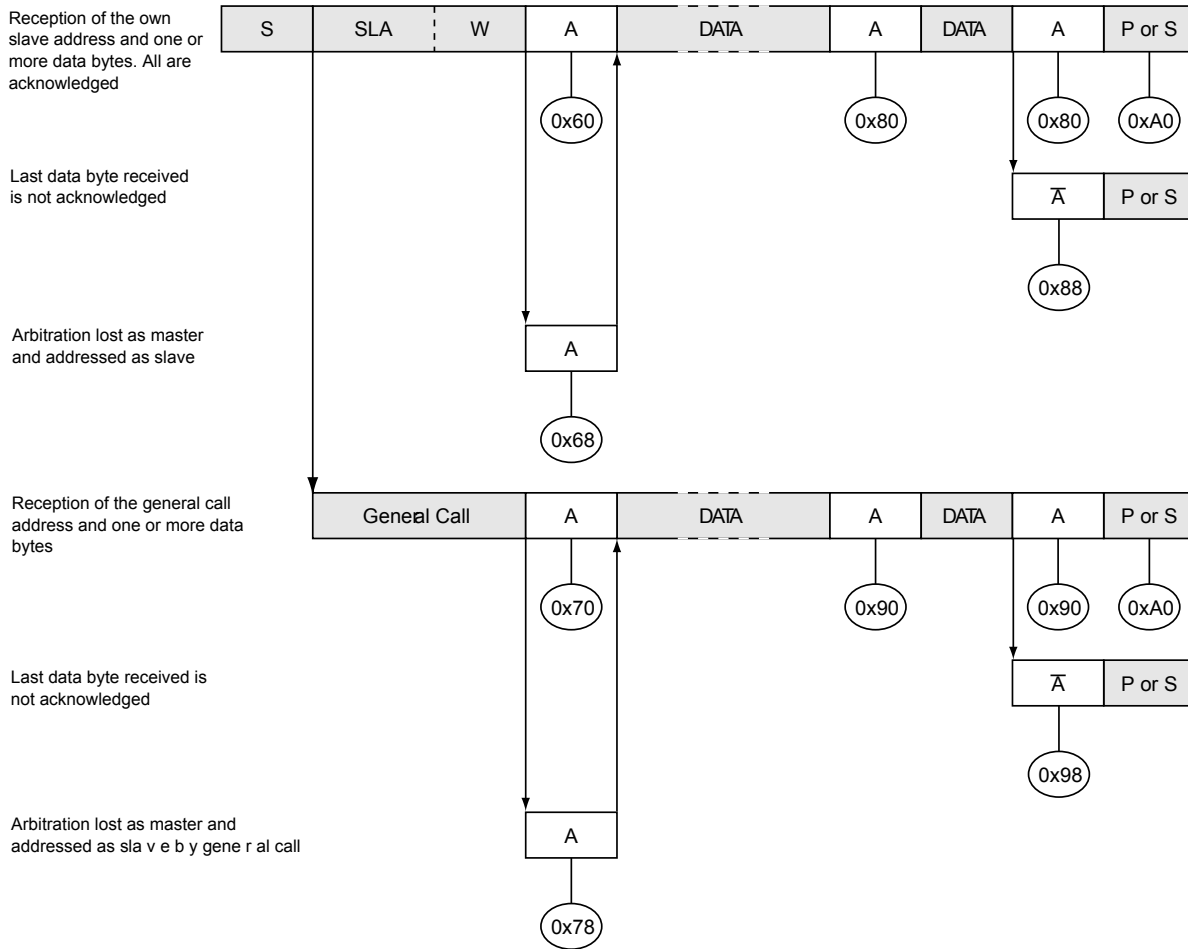 Reception of the own
slave address and one or
more data bytes. All are
acknowledged
S SLA W A DATA A DATA A P or S
0x60 0x80 0x80 0xA0
Last data byte received
is not acknowledged
A̅ P or S
0x88
Arbitration lost as master
and addressed as slave
A
0x68
Reception of the general call
address and one or more data
bytes
General Call A DATA A DATA A P or S
0x70 0x90 0x90 0xA0
Last data byte received is
not acknowledged
A̅ P or S
0x98
Arbitration lost as master and
addressed as sla v e b y gene r al call
A
0x78